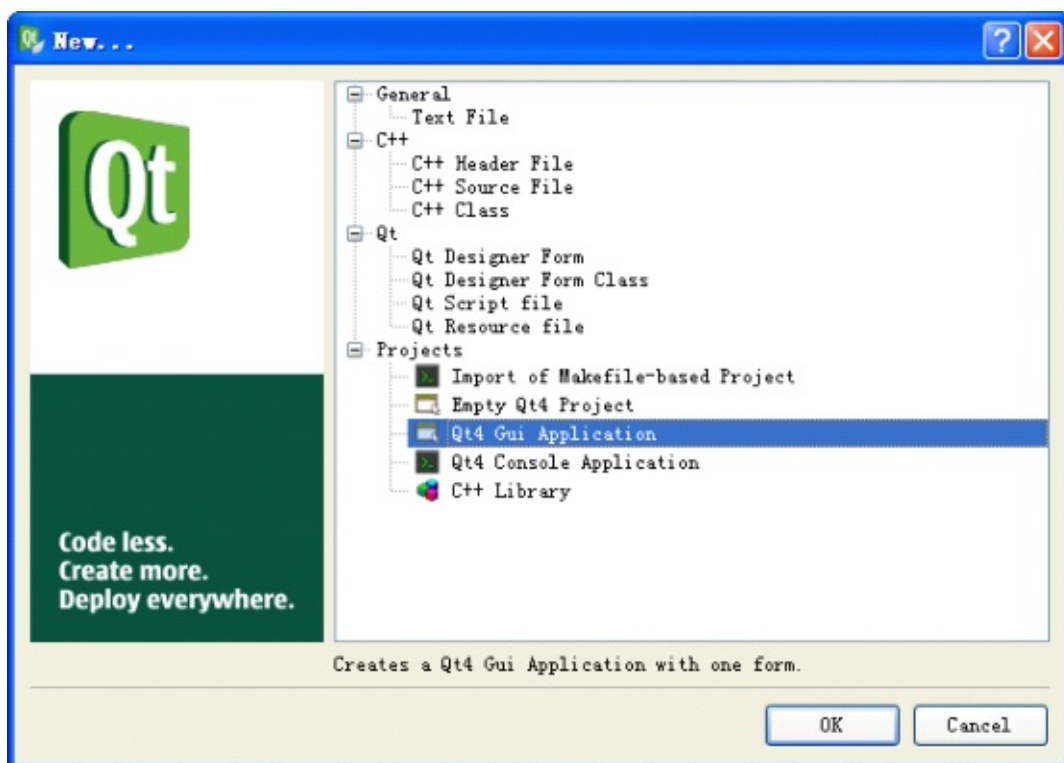 New...
Qt
General
Text File
C++
C++ Header File
C++ Source File
C++ Class
Qt
Qt Designer Form
Qt Designer Form Class
Qt Script file
Qt Resource file
Projects
Import of Makefile-based Project
Empty Qt4 Project
Qt4 Gui Application
Qt4 Console Application
C++ Library
Code less.
Create more.
Deploy everywhere.
Creates a Qt4 Gui Application with one form.
OK Cancel